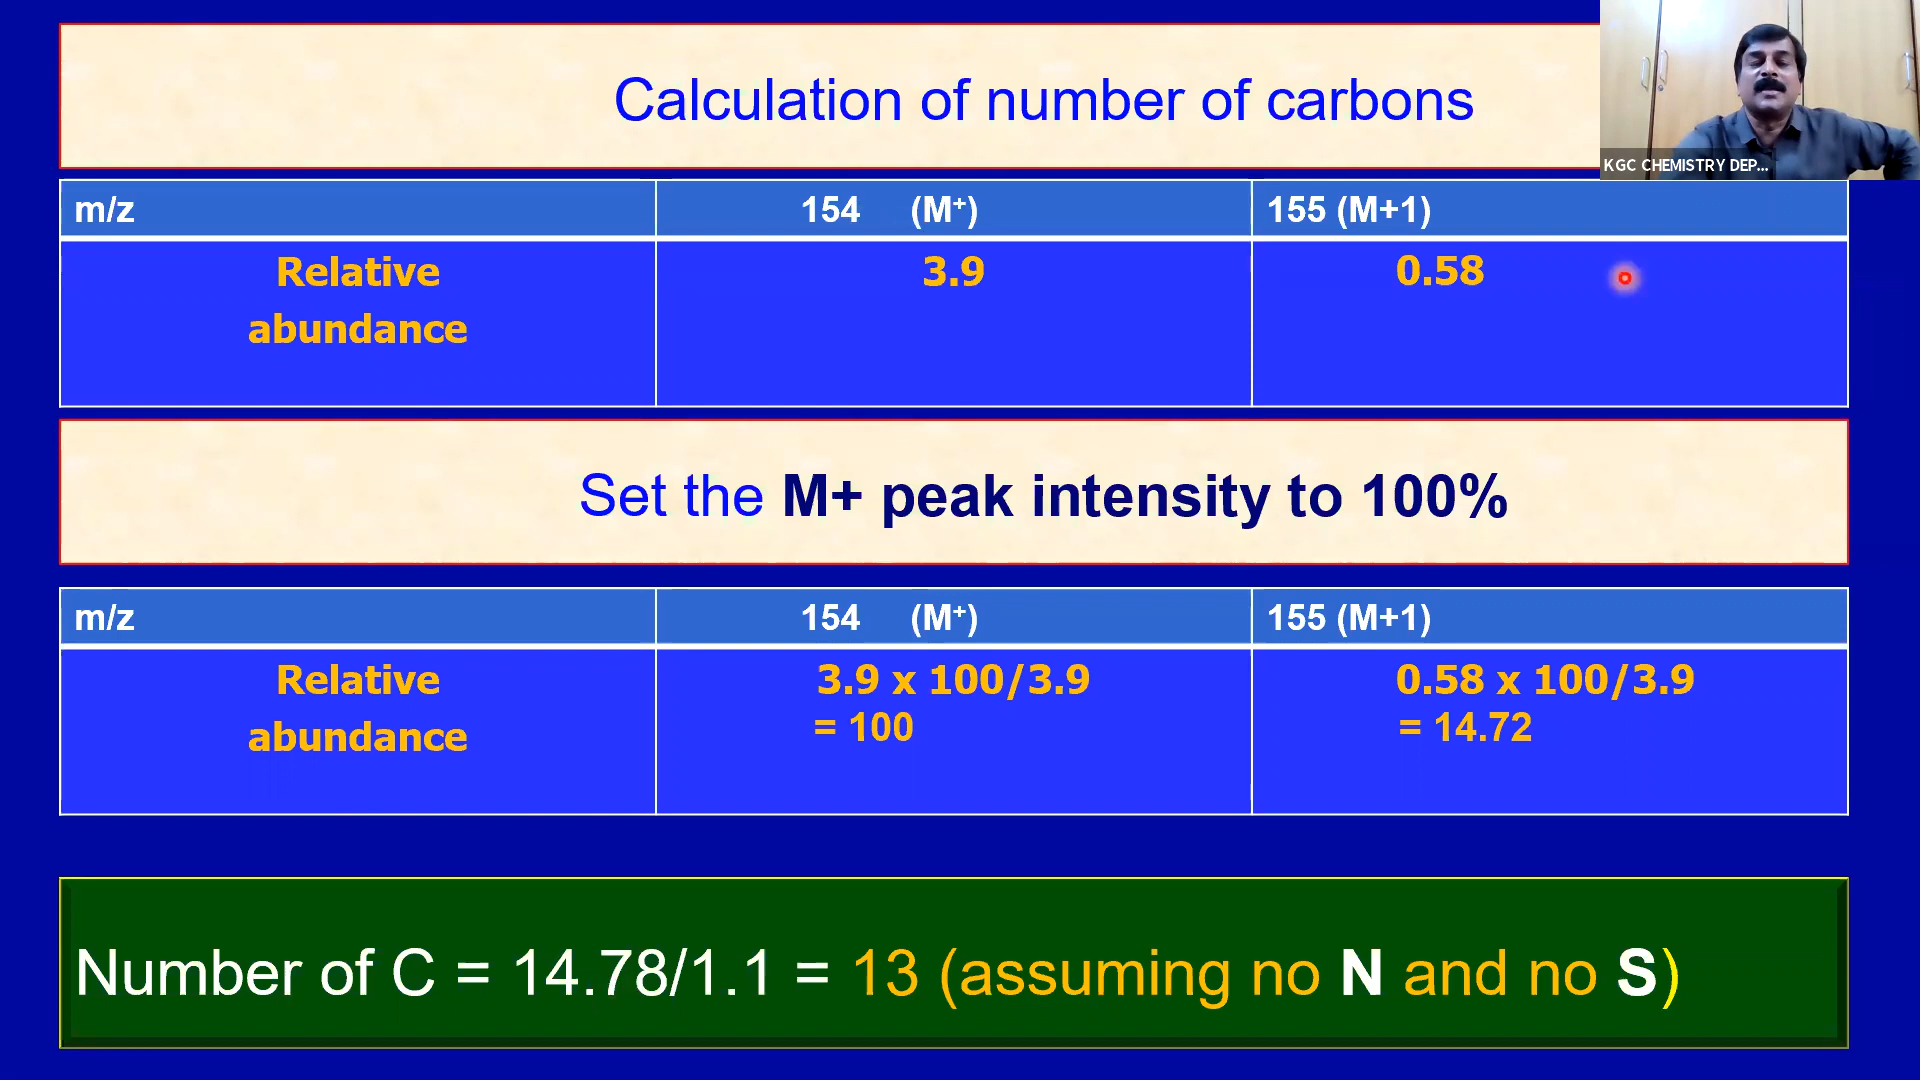 Calculation of number of carbons
KGC CHEMISTRY DEP...
m/z 154 (M⁺) 155 (M+1)
Relative 3.9 0.58
abundance
Set the M+ peak intensity to 100%
m/z 154 (M⁺) 155 (M+1)
Relative 3.9 x 100/3.9 0.58 x 100/3.9
abundance = 100 = 14.72
Number of C = 14.78/1.1 = 13 (assuming no N and no S)